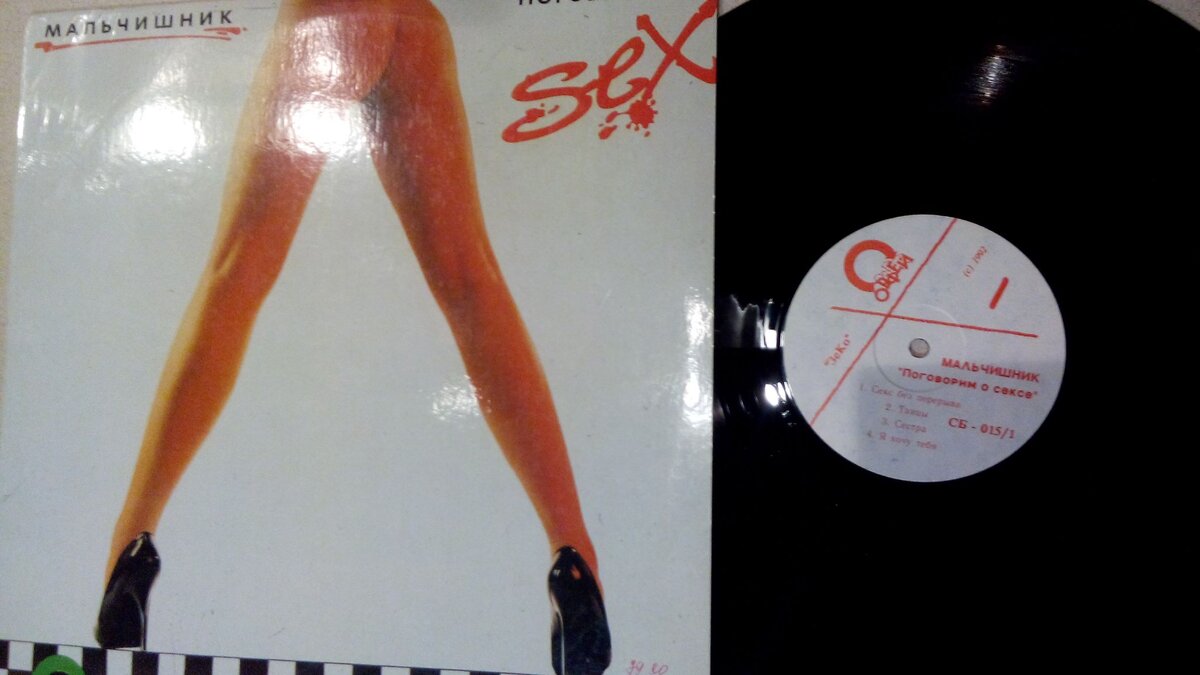 МАЛЬЧИШНИК
Sex
ОРФЕЙ
(c) 1992
I
"ЗеКо"
МАЛЬЧИШНИК
"Поговорим о сексе"
1. Секс без перерыва
2. Танцы
3. Сестра
СБ - 015/1
4. Я хочу тебя